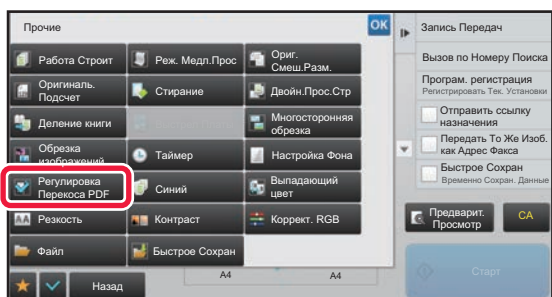 Прочие
OK
Работа Строит
Реж. Медл.Прос
Ориг.
Смеш.Разм.
Оригиналь.
Подсчет
Стирание
Двойн.Прос.Стр
Деление книги
Многосторонняя
обрезка
Обрезка
изображений
Таймер
Настройка Фона
Регулировка
Перекоса PDF
Синий
Выпадающий
цвет
Резкость
Контраст
Коррект. RGB
Файл
Быстрое Сохран
Назад
A4
A4
Запись Передач
Вызов по Номеру Поиска
Програм. регистрация
Регистрировать Тек. Установки
Отправить ссылку
назначения
Передать То Же Изоб.
как Адрес Факса
Быстрое Сохран
Временно Сохран. Данные
Предварит.
Просмотр
CA
Старт